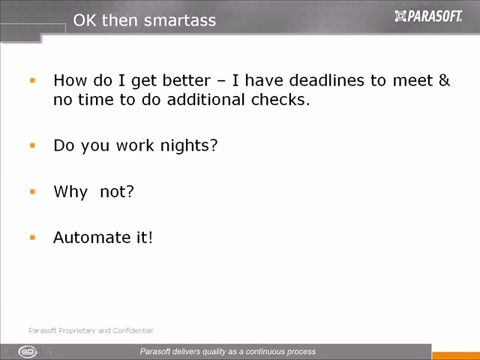 OK then smartass
PARASOFT.
How do I get better – I have deadlines to meet &
no time to do additional checks.
Do you work nights?
Why  not?
Automate it!
Parasoft Proprietary and Confidential
Parasoft delivers quality as a continuous process